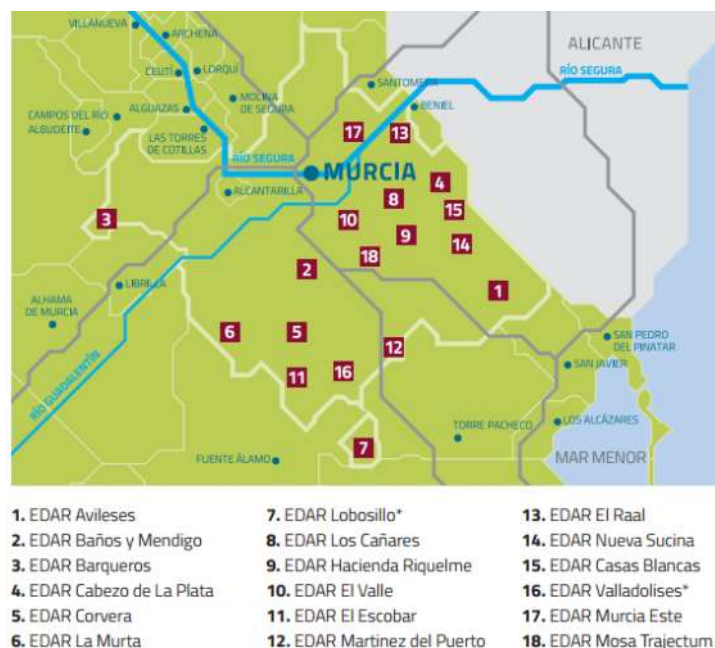 VILLANUEVA
ARCHENA
ALICANTE
CEUTÍ
LORQUÍ
RÍO SEGURA
SANTOMERA
MOLINA
DE SEGURA
BENIEL
ALGUAZAS
CAMPOS DEL RÍO
ALBUDEITE
17
13
LAS TORRES
DE COTILLAS
RÍO SEGURA
MURCIA
4
ALCANTARILLA
8
15
3
10
9
14
18
2
LIBRILLA
1
ALHAMA
DE MURCIA
6
5
SAN PEDRO
DEL PINATAR
12
SAN JAVIER
11
16
RÍO GUADALENTÍN
LOS ALCÁZARES
TORRE PACHECO
7
FUENTE ÁLAMO
MAR MENOR
1. EDAR Avileses
2. EDAR Baños y Mendigo
3. EDAR Barqueros
4. EDAR Cabezo de La Plata
5. EDAR Corvera
6. EDAR La Murta
7. EDAR Lobosillo*
8. EDAR Los Cañares
9. EDAR Hacienda Riquelme
10. EDAR El Valle
11. EDAR El Escobar
12. EDAR Martinez del Puerto
13. EDAR El Raal
14. EDAR Nueva Sucina
15. EDAR Casas Blancas
16. EDAR Valladolises*
17. EDAR Murcia Este
18. EDAR Mosa Trajectum